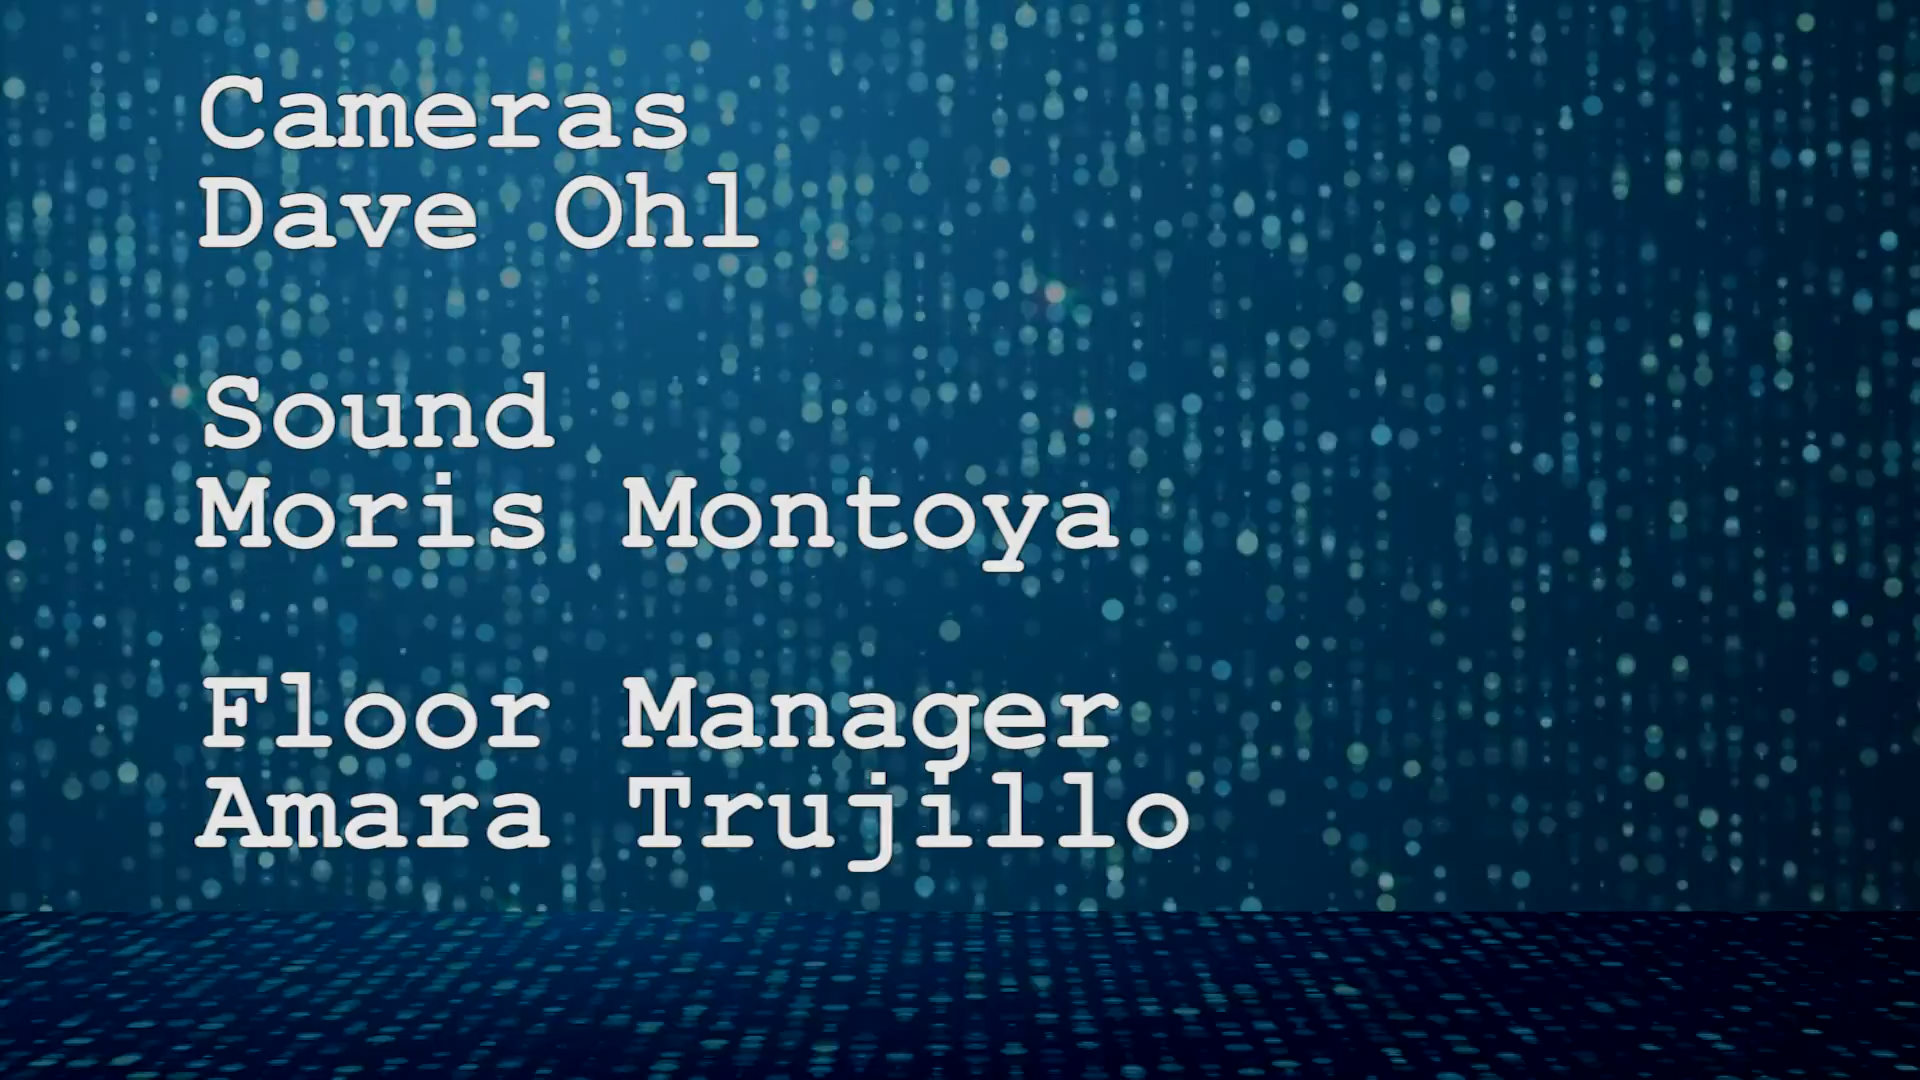 Cameras
Dave Ohl
Sound
Moris Montoya
Floor Manager
Amara Trujillo